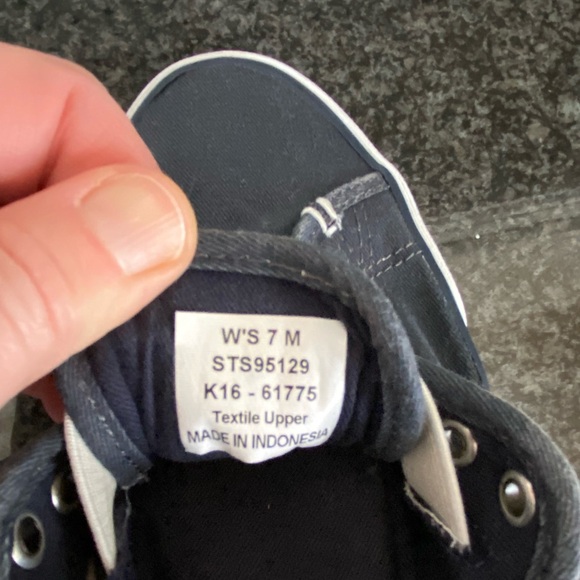 W'S 7 M
STS95129
K16 - 61775
Textile Upper
MADE IN INDONESIA